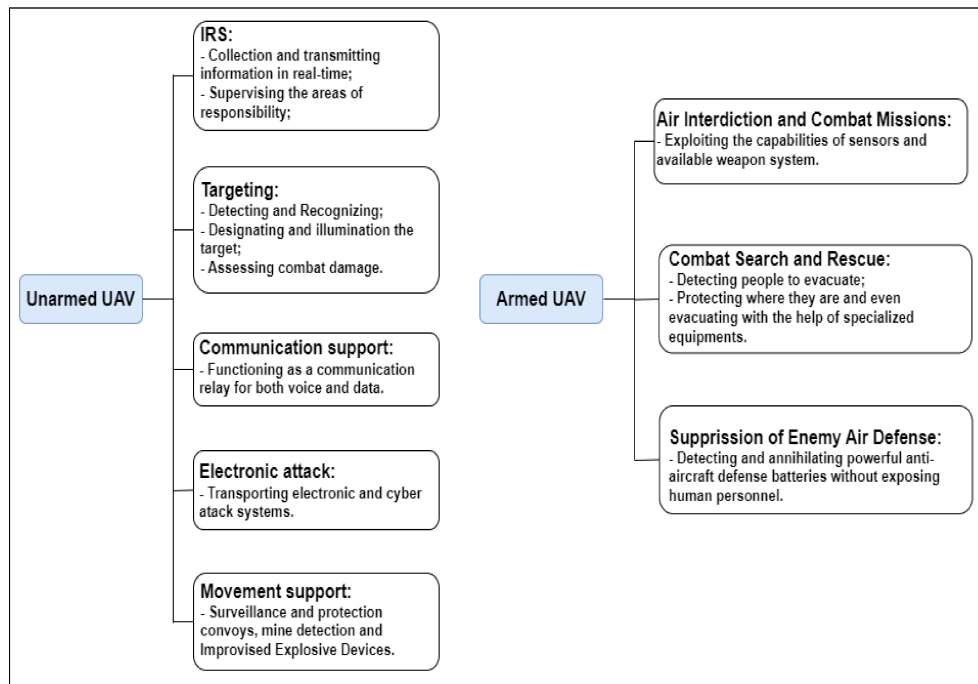 IRS:
- Collection and transmitting
information in real-time;
- Supervising the areas of
responsibility;
Targeting:
- Detecting and Recognizing;
- Designating and illumination the
target;
- Assessing combat damage.
Unarmed UAV
Communication support:
- Functioning as a communication
relay for both voice and data.
Electronic attack:
- Transporting electronic and cyber
atack systems.
Movement support:
- Surveillance and protection
convoys, mine detection and
Improvised Explosive Devices.
Air Interdiction and Combat Missions:
- Exploiting the capabilities of sensors and
available weapon system.
Combat Search and Rescue:
- Detecting people to evacuate;
- Protecting where they are and even
evacuating with the help of specialized
equipments.
Armed UAV
Supprission of Enemy Air Defense:
- Detecting and annihilating powerful anti-
aircraft defense batteries without exposing
human personnel.